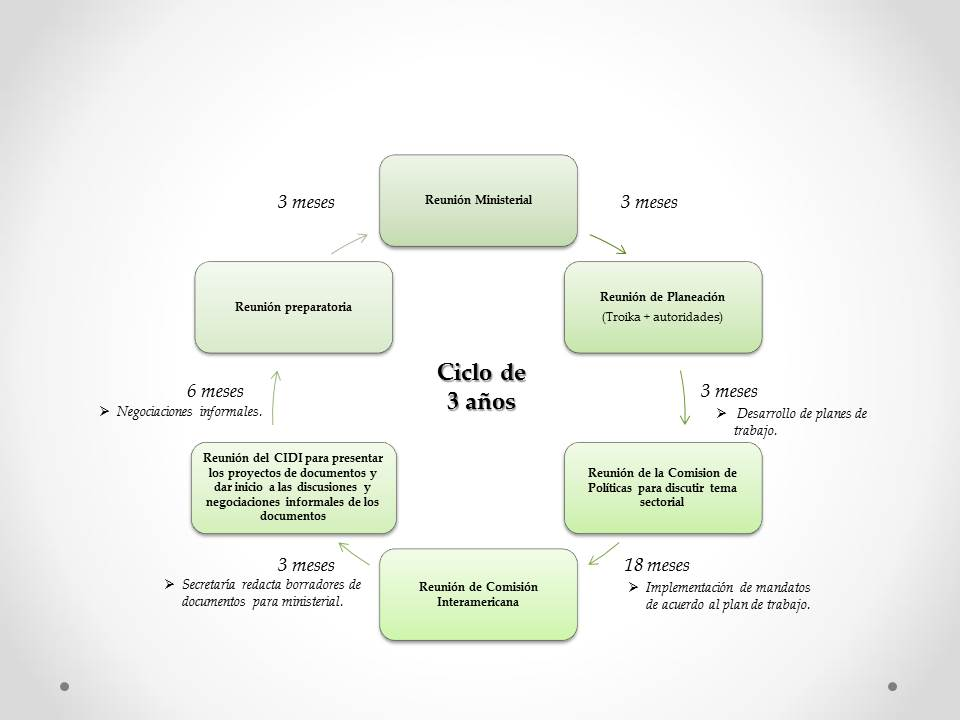 3 meses
Reunión Ministerial
3 meses
Reunión preparatoria
Reunión de Planeación
(Troika + autoridades)
Ciclo de
3 años
6 meses
➢ Negociaciones informales.
3 meses
➢ Desarrollo de planes de
trabajo.
Reunión del CIDI para presentar
los proyectos de documentos y
dar inicio a las discusiones y
negociaciones informales de los
documentos
Reunión de la Comision de
Políticas para discutir tema
sectorial
3 meses
➢ Secretaría redacta borradores de
documentos para ministerial.
Reunión de Comisión
Interamericana
18 meses
➢ Implementación de mandatos
de acuerdo al plan de trabajo.